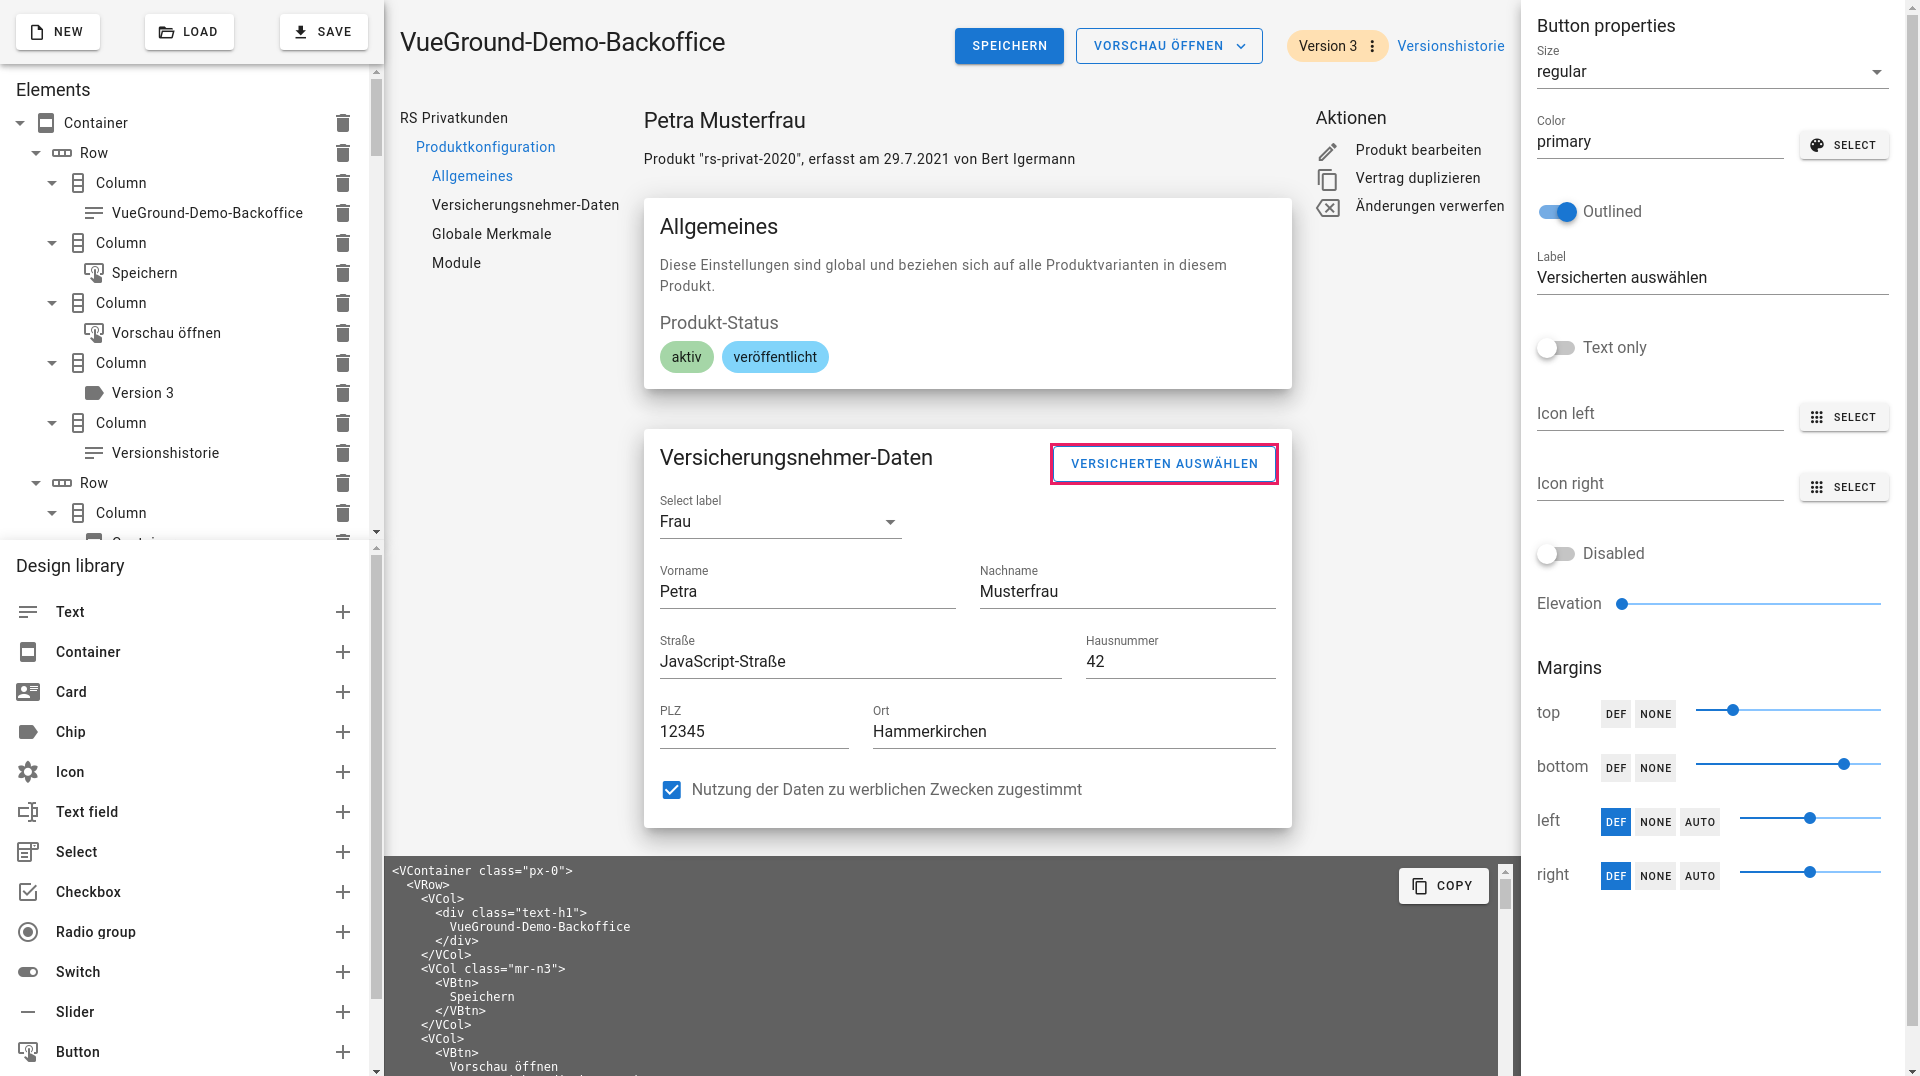 NEW
LOAD
SAVE
Elements
Container
Row
Column
VueGround-Demo-Backoffice
Column
Speichern
Column
Vorschau öffnen
Column
Version 3
Column
Versionshistorie
Row
Column
Design library
Text
Container
Card
Chip
Icon
Text field
Select
Checkbox
Radio group
Switch
Slider
Button
VueGround-Demo-Backoffice
SPEICHERN
VORSCHAU ÖFFNEN
Version 3
Versionshistorie
RS Privatkunden
Produktkonfiguration
Allgemeines
Versicherungsnehmer-Daten
Globale Merkmale
Module
Petra Musterfrau
Produkt "rs-privat-2020", erfasst am 29.7.2021 von Bert Igermann
Allgemeines
Diese Einstellungen sind global und beziehen sich auf alle Produktvarianten in diesem
Produkt.
Produkt-Status
aktiv
veröffentlicht
Versicherungsnehmer-Daten
VERSICHERTEN AUSWÄHLEN
Select label
Frau
Vorname
Petra
Nachname
Musterfrau
Straße
JavaScript-Straße
Hausnummer
42
PLZ
12345
Ort
Hammerkirchen
Nutzung der Daten zu werblichen Zwecken zugestimmt
Aktionen
Produkt bearbeiten
Vertrag duplizieren
Änderungen verwerfen
<VContainer class="px-0">
<VRow>
<VCol>
<div class="text-h1">
VueGround-Demo-Backoffice
</div>
</VCol>
<VCol class="mr-n3">
<VBtn>
Speichern
</VBtn>
</VCol>
<VCol>
<VBtn>
Vorschau öffnen
COPY
Button properties
Size
regular
Color
primary
SELECT
Outlined
Label
Versicherten auswählen
Text only
Icon left
SELECT
Icon right
SELECT
Disabled
Elevation
Margins
top DEF NONE
bottom DEF NONE
left DEF NONE AUTO
right DEF NONE AUTO